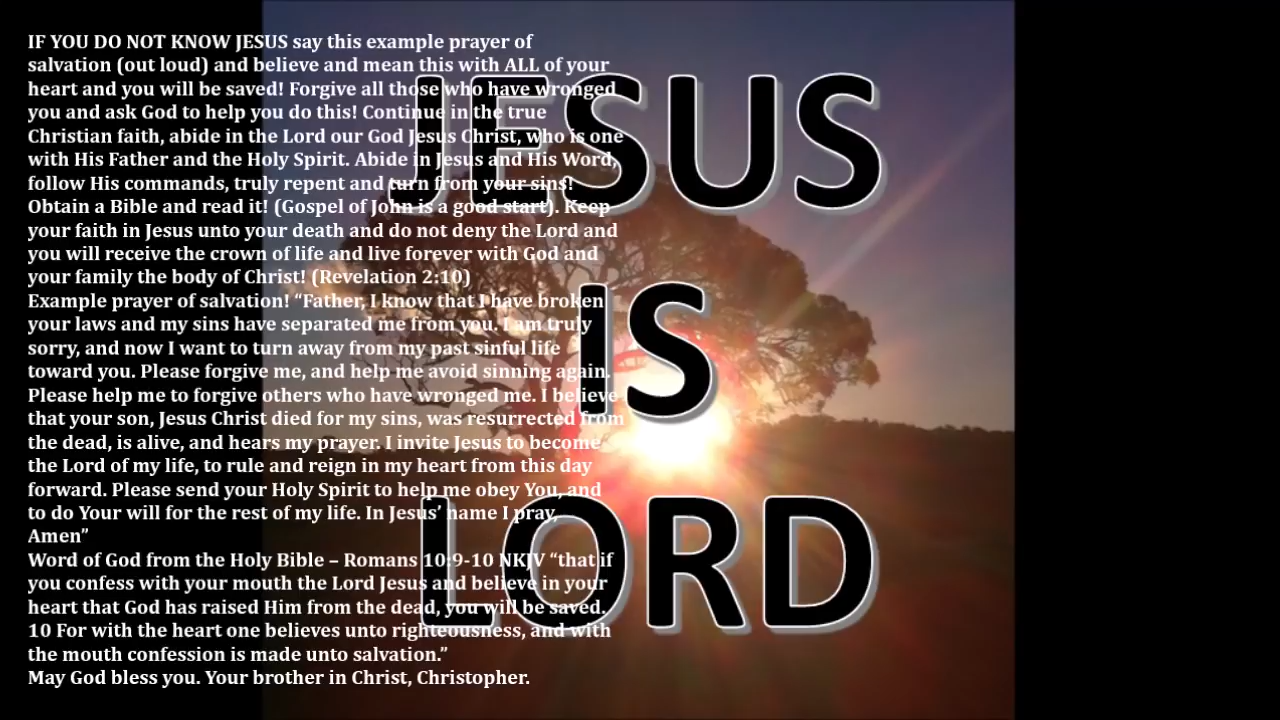 IF YOU DO NOT KNOW JESUS say this example prayer of
salvation (out loud) and believe and mean this with ALL of your
heart and you will be saved! Forgive all those who have wronged
you and ask God to help you do this! Continue in the true
Christian faith, abide in the Lord our God Jesus Christ, who is one
with His Father and the Holy Spirit. Abide in Jesus and His Word,
follow His commands, truly repent and turn from your sins!
Obtain a Bible and read it! (Gospel of John is a good start). Keep
your faith in Jesus unto your death and do not deny the Lord and
you will receive the crown of life and live forever with God and
your family the body of Christ! (Revelation 2:10)
Example prayer of salvation! “Father, I know that I have broken
your laws and my sins have separated me from you. I am truly
sorry, and now I want to turn away from my past sinful life
toward you. Please forgive me, and help me avoid sinning again.
Please help me to forgive others who have wronged me. I believe
that your son, Jesus Christ died for my sins, was resurrected from
the dead, is alive, and hears my prayer. I invite Jesus to become
the Lord of my life, to rule and reign in my heart from this day
forward. Please send your Holy Spirit to help me obey You, and
to do Your will for the rest of my life. In Jesus’ name I pray,
Amen”
Word of God from the Holy Bible – Romans 10:9-10 NKJV “that if
you confess with your mouth the Lord Jesus and believe in your
heart that God has raised Him from the dead, you will be saved.
10 For with the heart one believes unto righteousness, and with
the mouth confession is made unto salvation.”
May God bless you. Your brother in Christ, Christopher.
JESUS
IS
LORD